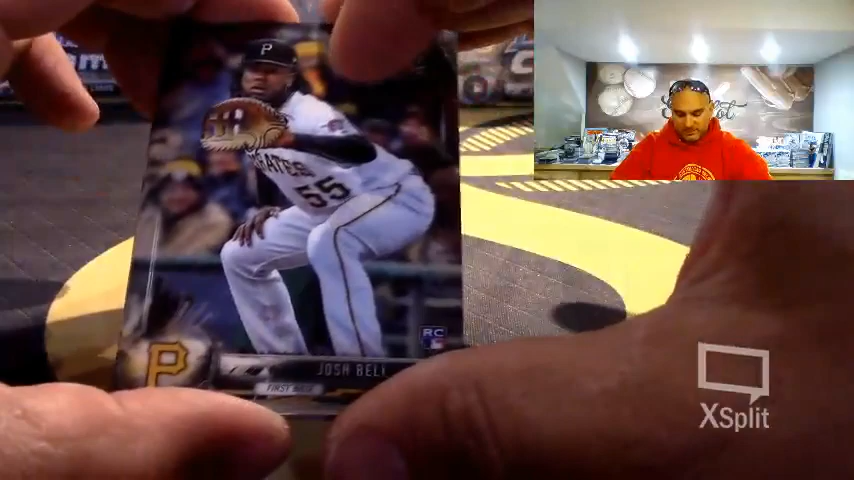 P
PIRATES
55
RC
P
JOSH BELL
FIRST BASE
XSplit